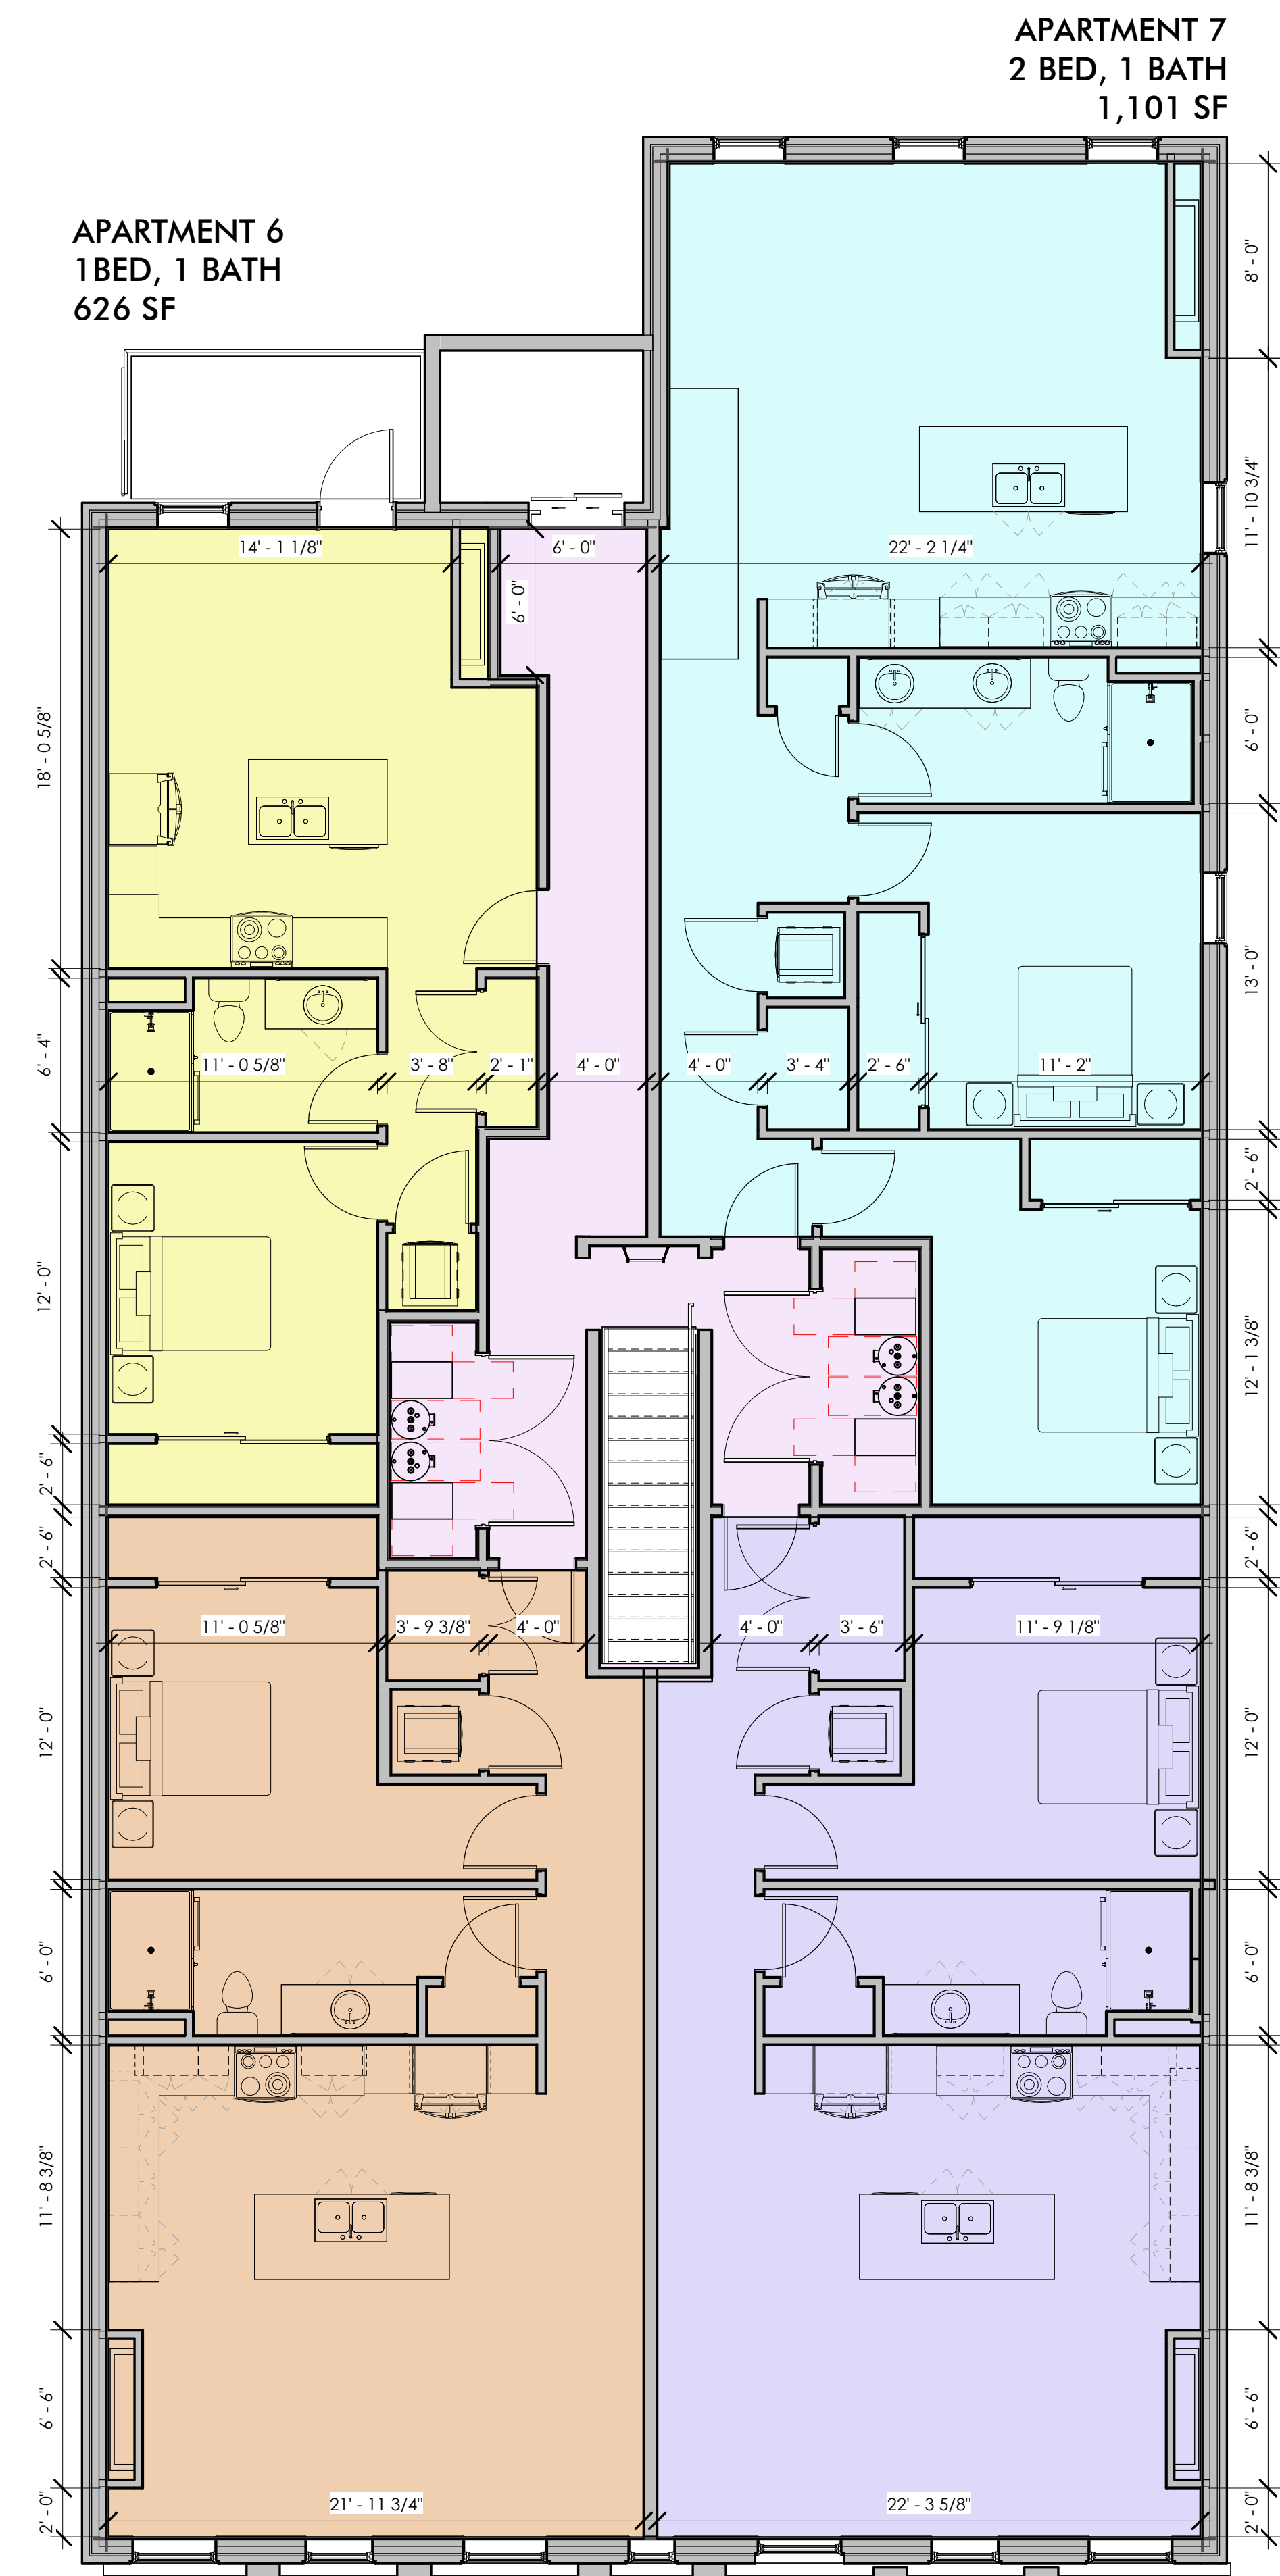 APARTMENT 7
2 BED, 1 BATH
1,101 SF
APARTMENT 6
1BED, 1 BATH
626 SF
8' - 0"
11' - 10 3/4"
14' - 1 1/8"
6' - 0"
22' - 2 1/4"
6' - 0"
18' - 0 5/8"
6' - 0"
13' - 0"
6' - 4"
11' - 0 5/8"
3' - 8"
2' - 1"
4' - 0"
4' - 0"
3' - 4"
2' - 6"
11' - 2"
2' - 6"
12' - 0"
12' - 1 3/8"
2' - 6"
2' - 6"
2' - 6"
11' - 0 5/8"
3' - 9 3/8"
4' - 0"
4' - 0"
3' - 6"
11' - 9 1/8"
12' - 0"
12' - 0"
6' - 0"
6' - 0"
11' - 8 3/8"
11' - 8 3/8"
6' - 6"
6' - 6"
21' - 11 3/4"
22' - 3 5/8"
2' - 0"
2' - 0"